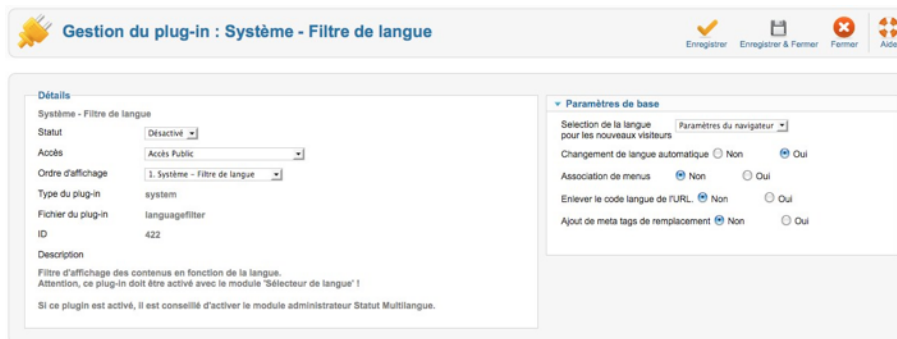 Gestion du plug-in : Système - Filtre de langue
Enregistrer Enregistrer & Fermer Fermer Aide
Détails
Système - Filtre de langue
Statut Désactivé
Accès Accès Public
Ordre d'affichage 1. Système - Filtre de langue
Type du plug-in system
Fichier du plug-in languagefilter
ID 422
Description
Filtre d'affichage des contenus en fonction de la langue.
Attention, ce plug-in doit être activé avec le module 'Sélecteur de langue' !
Si ce plugin est activé, il est conseillé d'activer le module administrateur Statut Multilangue.
Paramètres de base
Selection de la langue
pour les nouveaux visiteurs Paramètres du navigateur
Changement de langue automatique Non Oui
Association de menus Non Oui
Enlever le code langue de l'URL. Non Oui
Ajout de meta tags de remplacement Non Oui